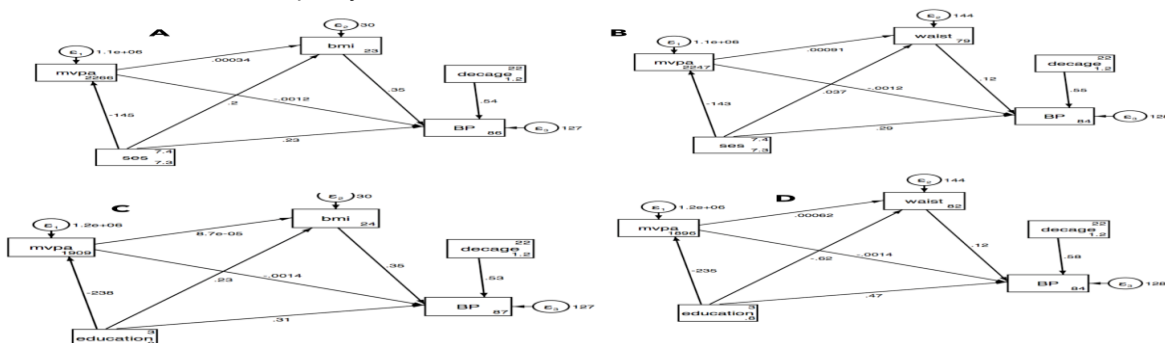 A
ε₂ 30
bmi
23
ε₁ 1.1e+06
mvpa
2266
.00034
decage
22
1.2
.2
-.0012
.35
.54
-145
BP
86
ε₃ 127
.23
ses
7.4
7.3
B
ε₂ 144
waist
79
ε₁ 1.1e+06
mvpa
2247
.00091
decage
22
1.2
.037
-.0012
.12
.55
-143
BP
84
ε₃
.29
ses
7.4
7.3
C
ε₂ 30
bmi
24
ε₁ 1.2e+06
mvpa
1909
8.7e-05
decage
22
1.2
.23
-.0014
.35
.53
-238
BP
87
ε₃ 127
.31
education
3
D
ε₂ 144
waist
82
ε₁ 1.2e+06
mvpa
1896
.00062
decage
22
1.2
-.62
-.0014
.12
.58
-235
BP
84
ε₃ 128
.47
education
3
.6